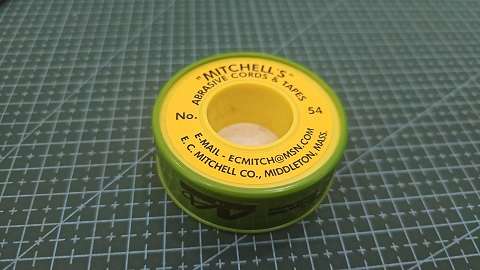 "MITCHELL'S"
ABRASIVE CORDS & TAPES
No. 54
E-MAIL - ECMITCH@MSN.COM
E. C. MITCHELL CO., MIDDLETON, MASS.